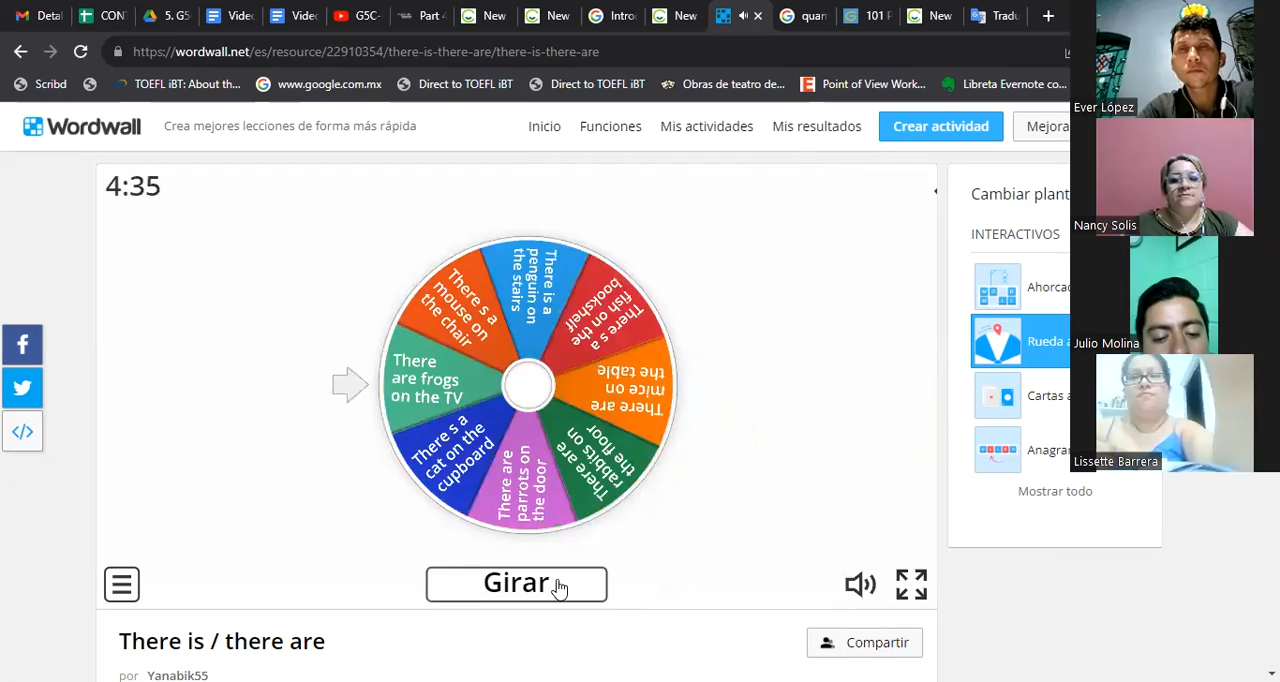 Detal
CONT
5. G5
Video
Video
G5C-
Part
New
New
Intro
New
quan
101 P
New
Tradu
https://wordwall.net/es/resource/22910354/there-is-there-are/there-is-there-are
Scribd
TOEFL iBT: About th...
www.google.com.mx
Direct to TOEFL iBT
Direct to TOEFL iBT
Obras de teatro de...
Point of View Work...
Libreta Evernote co...
Wordwall
Crea mejores lecciones de forma más rápida
Inicio
Funciones
Mis actividades
Mis resultados
Crear actividad
Mejora
4:35
There is a
penguin on
the stairs
There s a
fish on the
bookshelf
There are
mice on
the table
There are
rabbits on
the floor
There are
parrots on
the door
There s a
cat on the
cupboard
There
are frogs
on the TV
There s a
mouse on
the chair
Girar
There is / there are
por Yanabik55
Compartir
Cambiar plant
INTERACTIVOS
Ahorcad
Rueda a
Cartas a
Anagra
Mostrar todo
Ever López
Nancy Solis
Julio Molina
Lissette Barrera